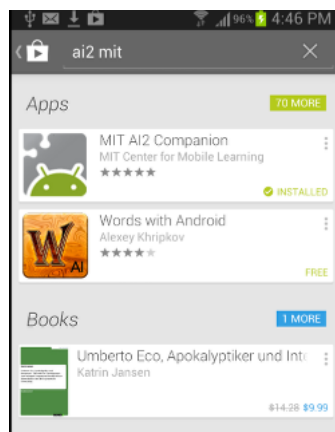 96% 4:46 PM
ai2 mit
Apps
70 MORE
MIT AI2 Companion
MIT Center for Mobile Learning
INSTALLED
Words with Android
Alexey Khripkov
W
AI
FREE
Books
1 MORE
Umberto Eco, Apokalyptiker und Int
Katrin Jansen
$14.28 $9.99